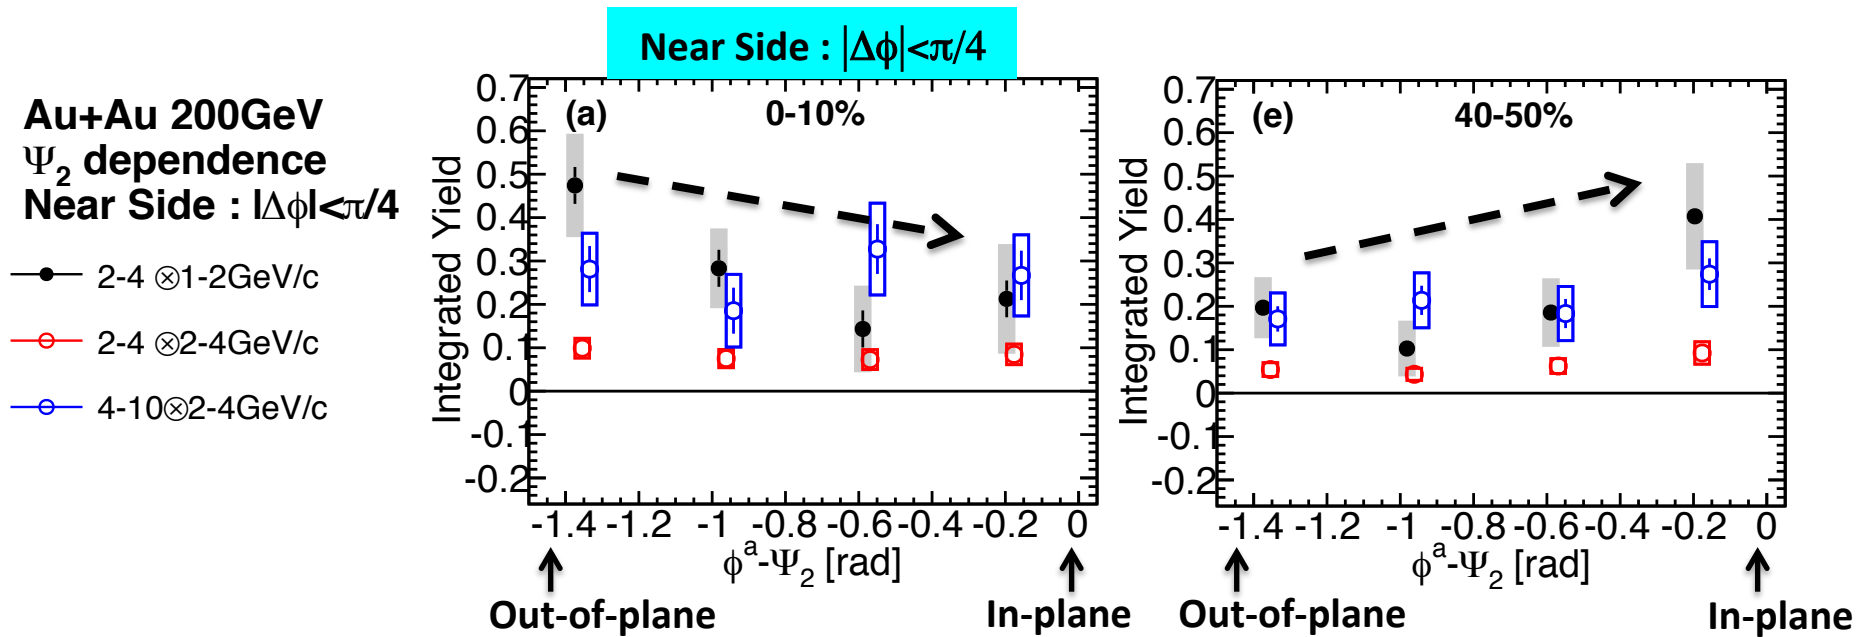 Near Side : |Δϕ|<π/4
Au+Au 200GeV
Ψ2 dependence
Near Side : |Δϕ|<π/4
2-4 ⊗1-2GeV/c
2-4 ⊗2-4GeV/c
4-10⊗2-4GeV/c
(a) 0-10%
Integrated Yield
0.7
0.6
0.5
0.4
0.3
0.2
0.1
0
-0.1
-0.2
-1.4 -1.2 -1 -0.8 -0.6 -0.4 -0.2 0
ϕa-Ψ2 [rad]
Out-of-plane
In-plane
(e) 40-50%
Integrated Yield
0.7
0.6
0.5
0.4
0.3
0.2
0.1
0
-0.1
-0.2
-1.4 -1.2 -1 -0.8 -0.6 -0.4 -0.2 0
ϕa-Ψ2 [rad]
Out-of-plane
In-plane